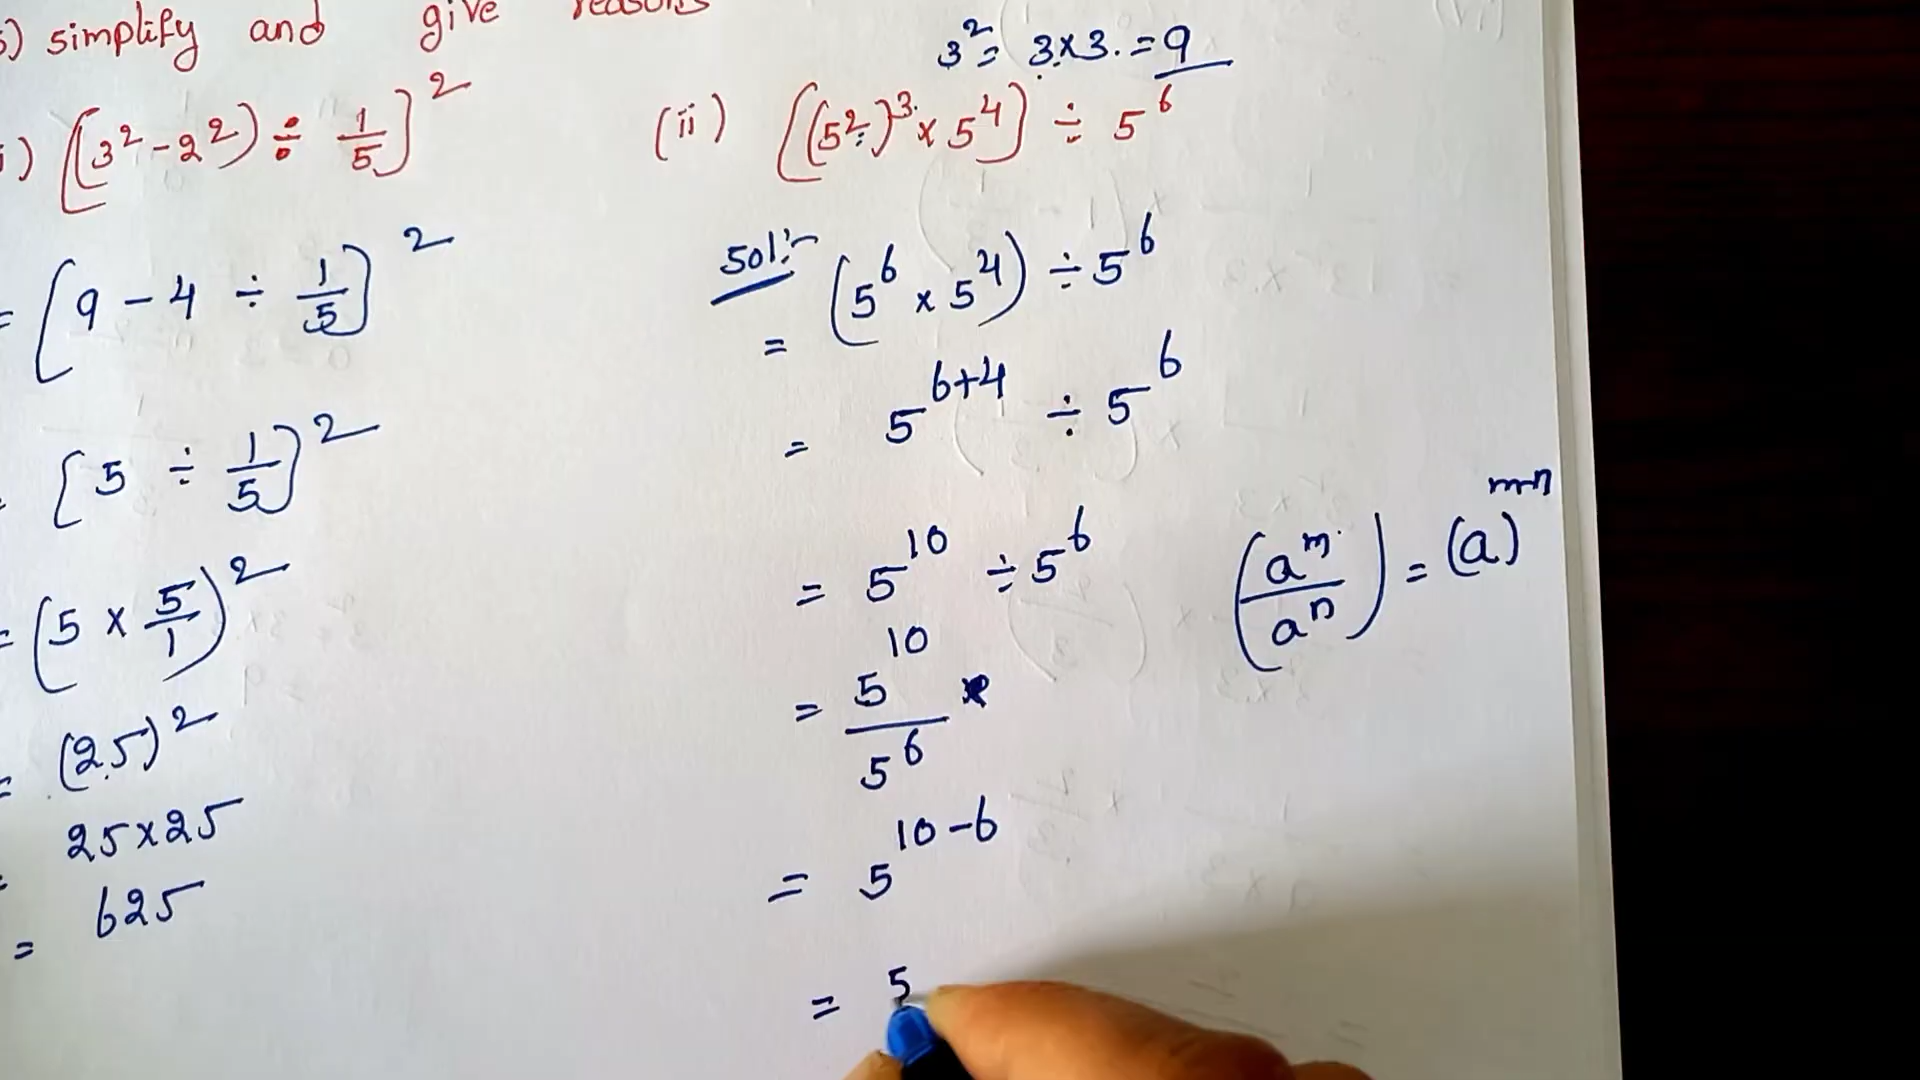 ) simplify and give reasons
3² = 3×3. = 9
i) [(3²-2²) ÷ 1/5]²
= [9 - 4 ÷ 1/5]²
= [5 ÷ 1/5]²
= (5 × 5/1)²
= (25)²
= 25×25
= 625
(ii) [(5²)³ × 5⁴] ÷ 5⁶
Sol:- (5⁶ × 5⁴) ÷ 5⁶
= 5⁶⁺⁴ ÷ 5⁶
= 5¹⁰ ÷ 5⁶
= 5¹⁰/5⁶
= 5¹⁰⁻⁶
= 5
(aᵐ/aⁿ) = (a)ᵐ⁻ⁿ